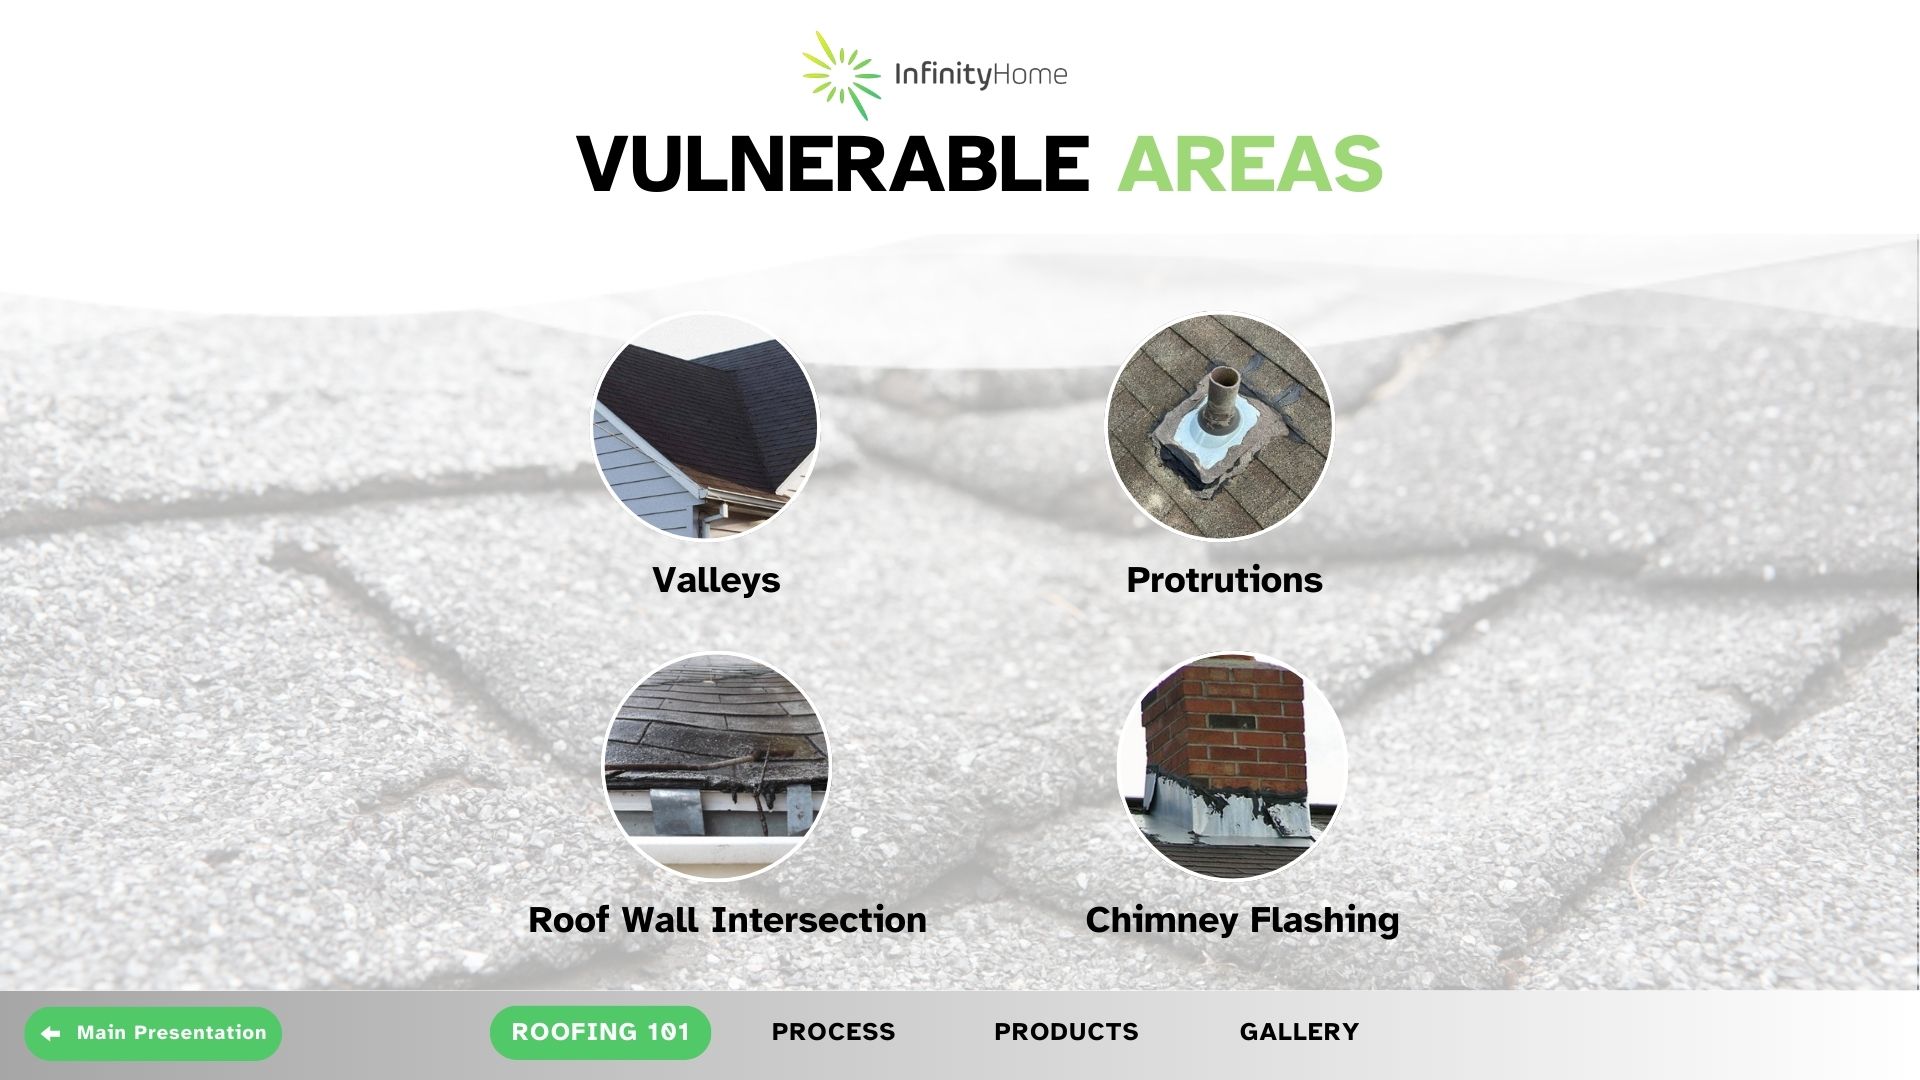 InfinityHome
VULNERABLE AREAS
Valleys
Protrutions
Roof Wall Intersection
Chimney Flashing
Main Presentation
ROOFING 101
PROCESS
PRODUCTS
GALLERY